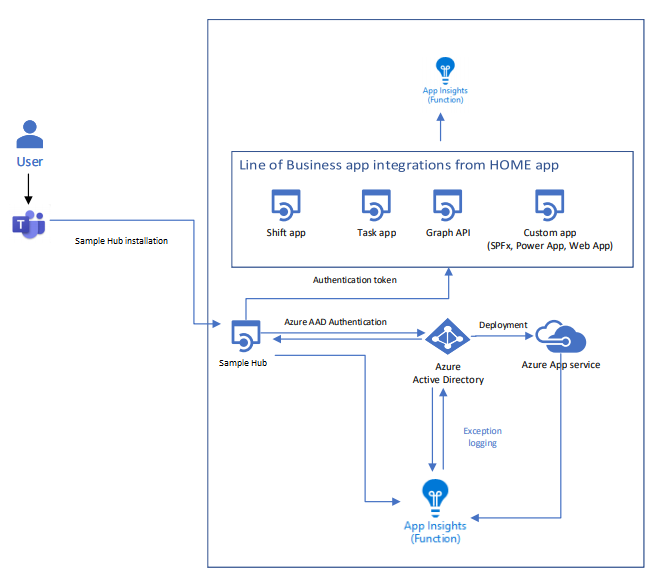 App Insights
(Function)
Line of Business app integrations from HOME app
Shift app
Task app
Graph API
Custom app
(SPFx, Power App, Web App)
User
T
Sample Hub installation
Authentication token
Azure AAD Authentication
Deployment
Sample Hub
Azure
Active Directory
Azure App service
Exception
logging
App Insights
(Function)